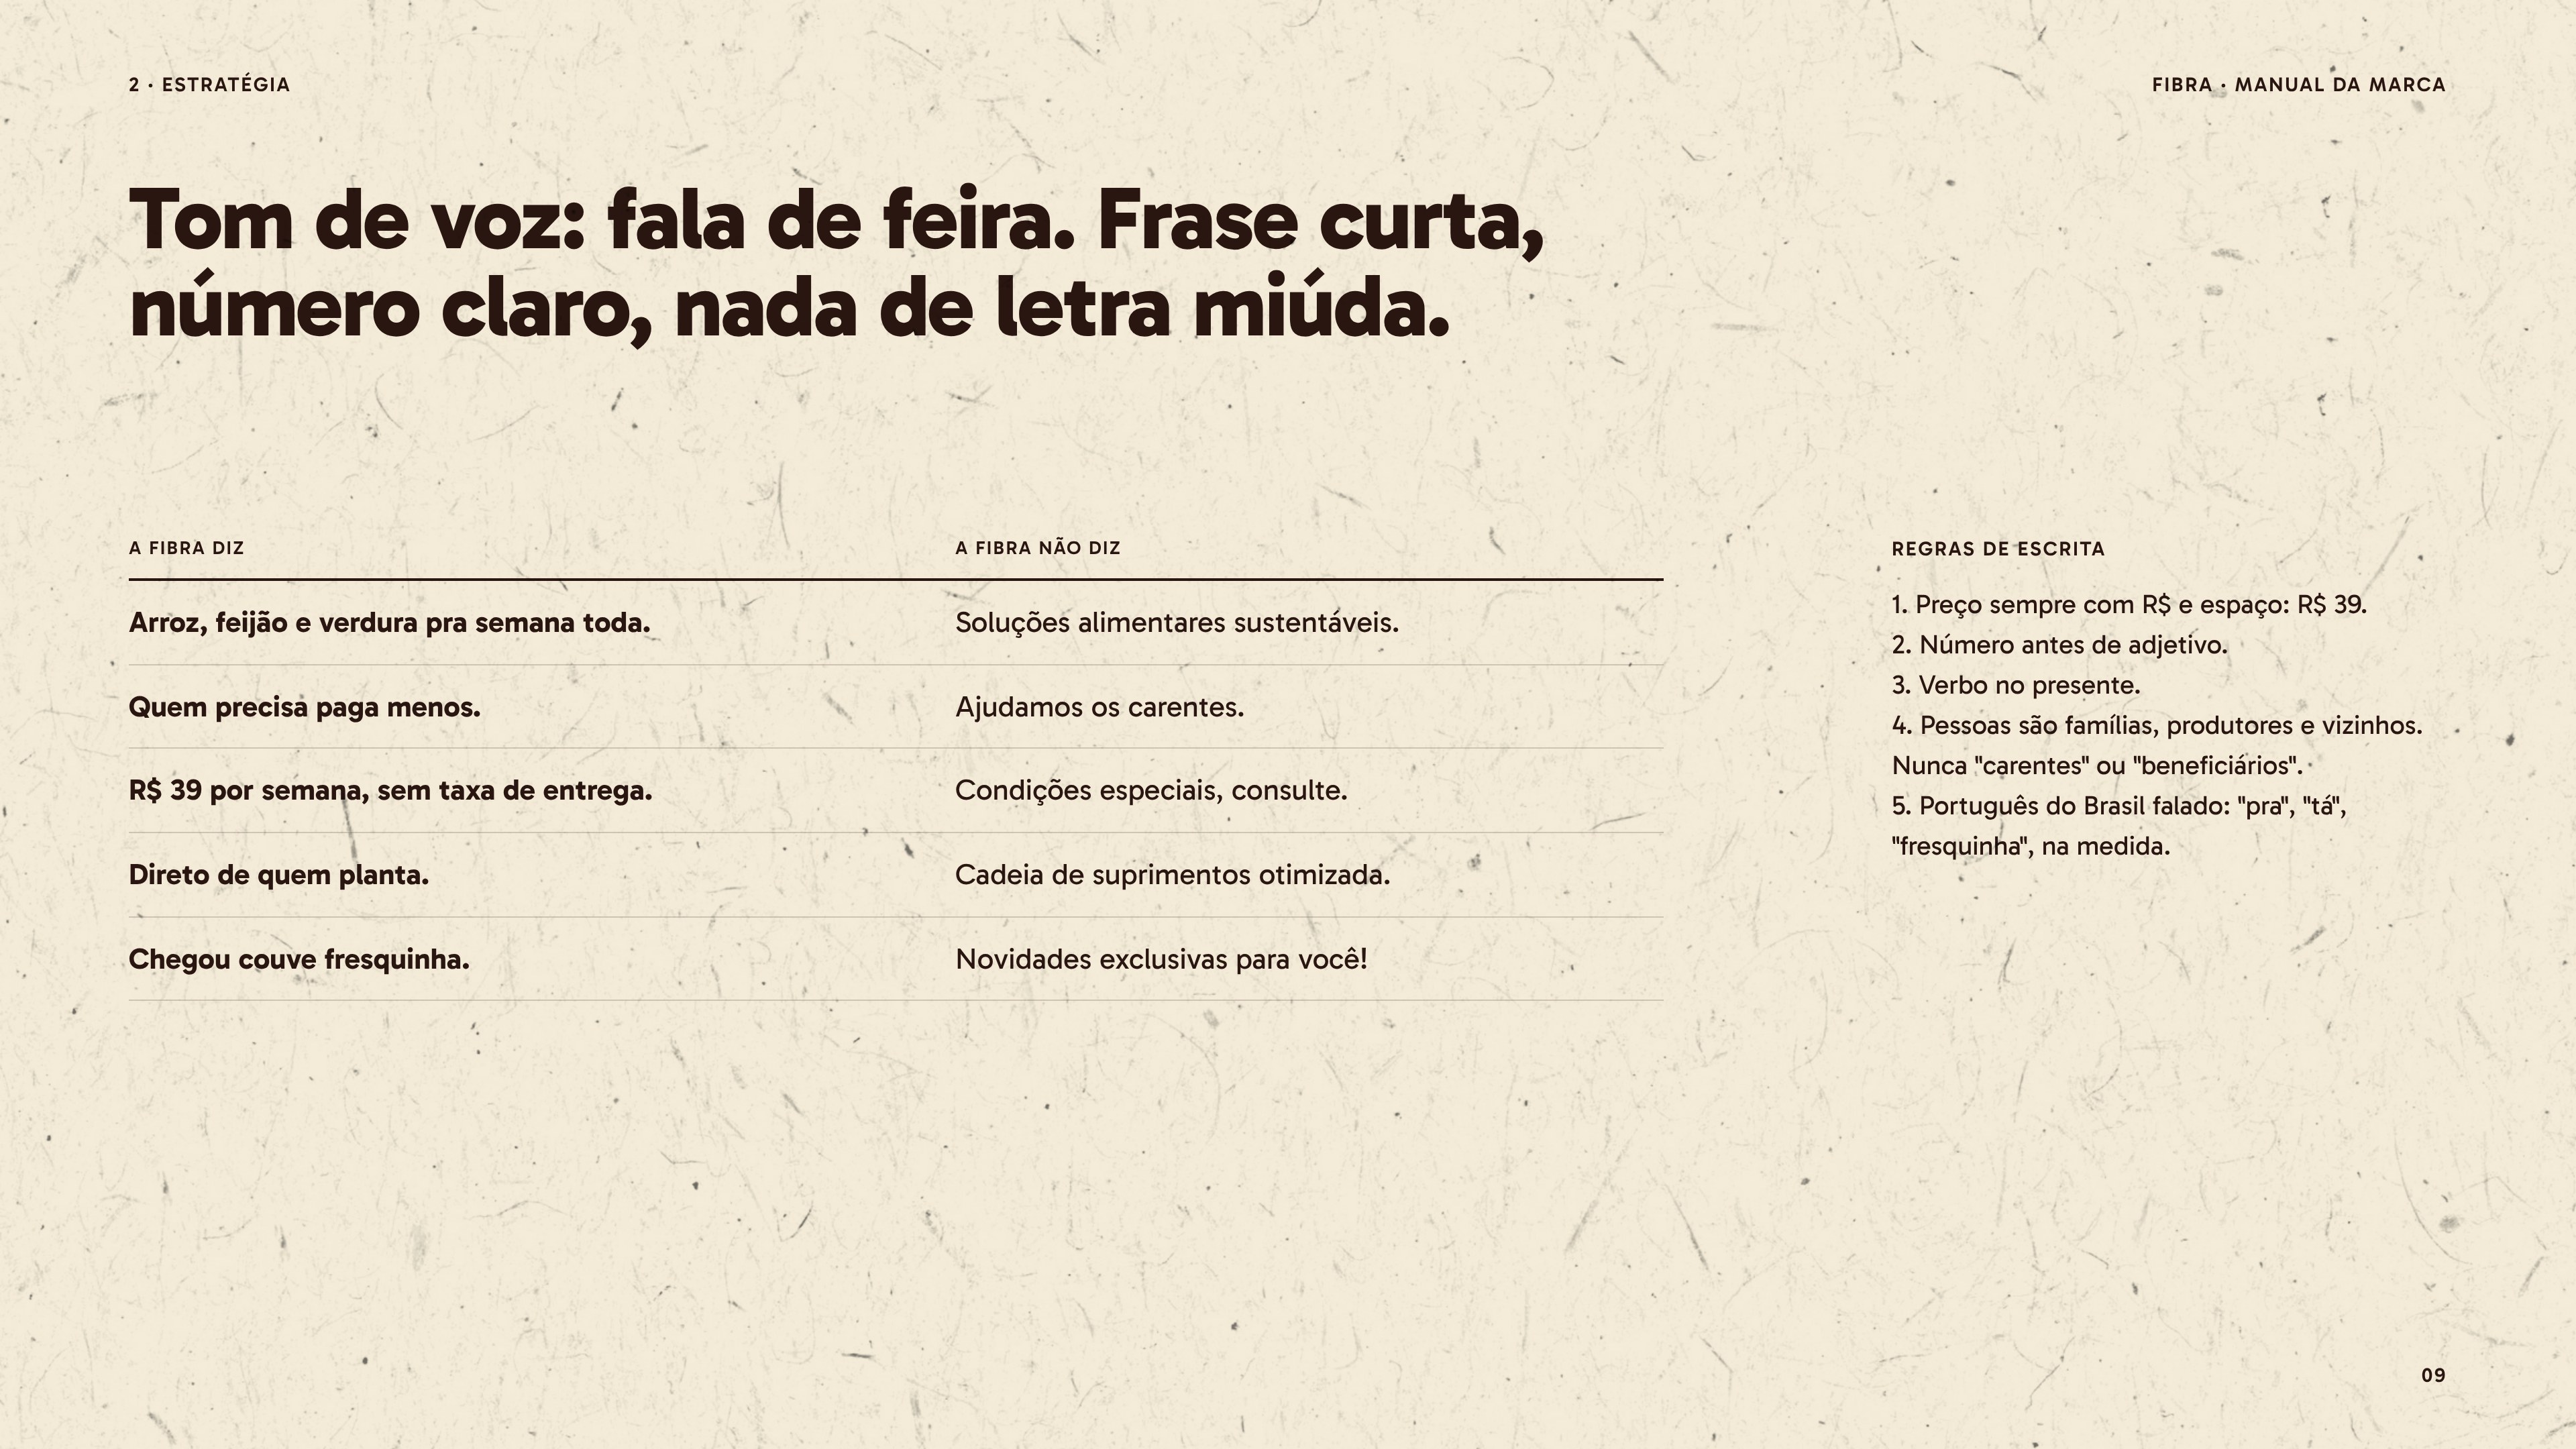 2 · ESTRATÉGIA
FIBRA · MANUAL DA MARCA
Tom de voz: fala de feira. Frase curta,
número claro, nada de letra miúda.
A FIBRA DIZ
A FIBRA NÃO DIZ
Arroz, feijão e verdura pra semana toda.
Soluções alimentares sustentáveis.
Quem precisa paga menos.
Ajudamos os carentes.
R$ 39 por semana, sem taxa de entrega.
Condições especiais, consulte.
Direto de quem planta.
Cadeia de suprimentos otimizada.
Chegou couve fresquinha.
Novidades exclusivas para você!
REGRAS DE ESCRITA
1. Preço sempre com R$ e espaço: R$ 39.
2. Número antes de adjetivo.
3. Verbo no presente.
4. Pessoas são famílias, produtores e vizinhos.
Nunca "carentes" ou "beneficiários".
5. Português do Brasil falado: "pra", "tá",
"fresquinha", na medida.
09